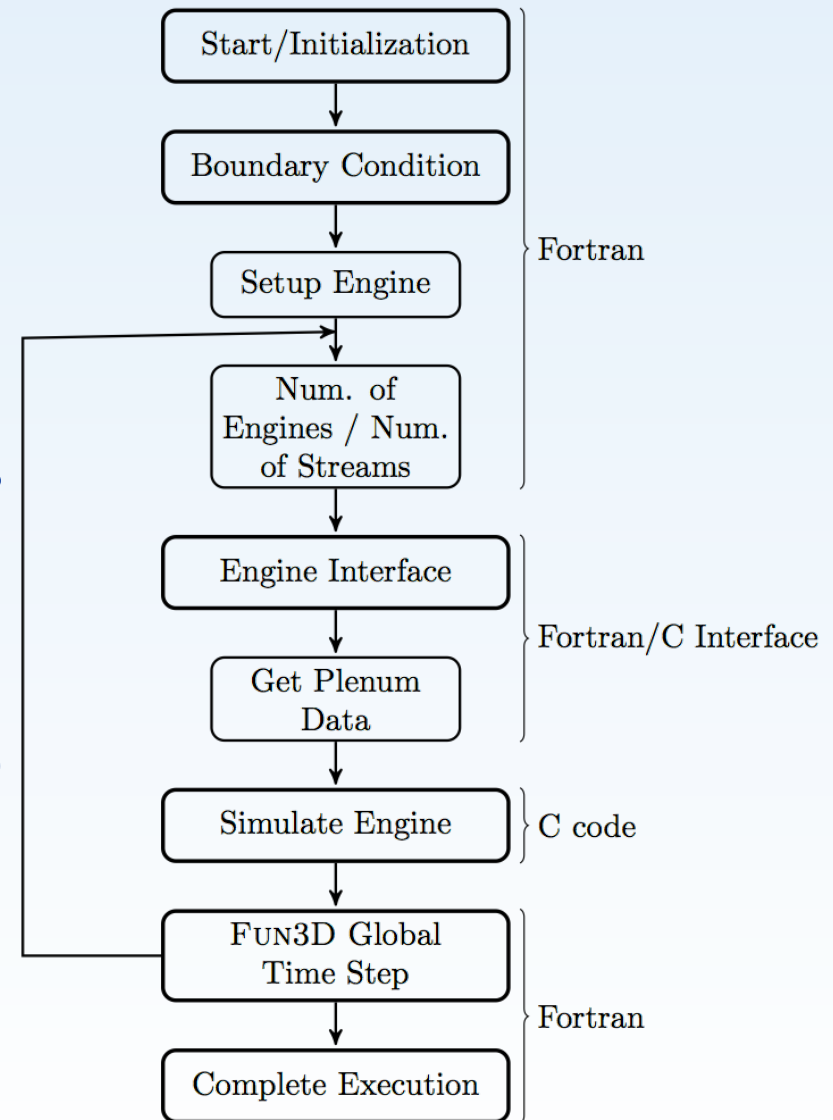 Start/Initialization
Boundary Condition
Fortran
Setup Engine
Num. of
Engines / Num.
of Streams
Engine Interface
Fortran/C Interface
Get Plenum
Data
Simulate Engine
C code
FUN3D Global
Time Step
Fortran
Complete Execution